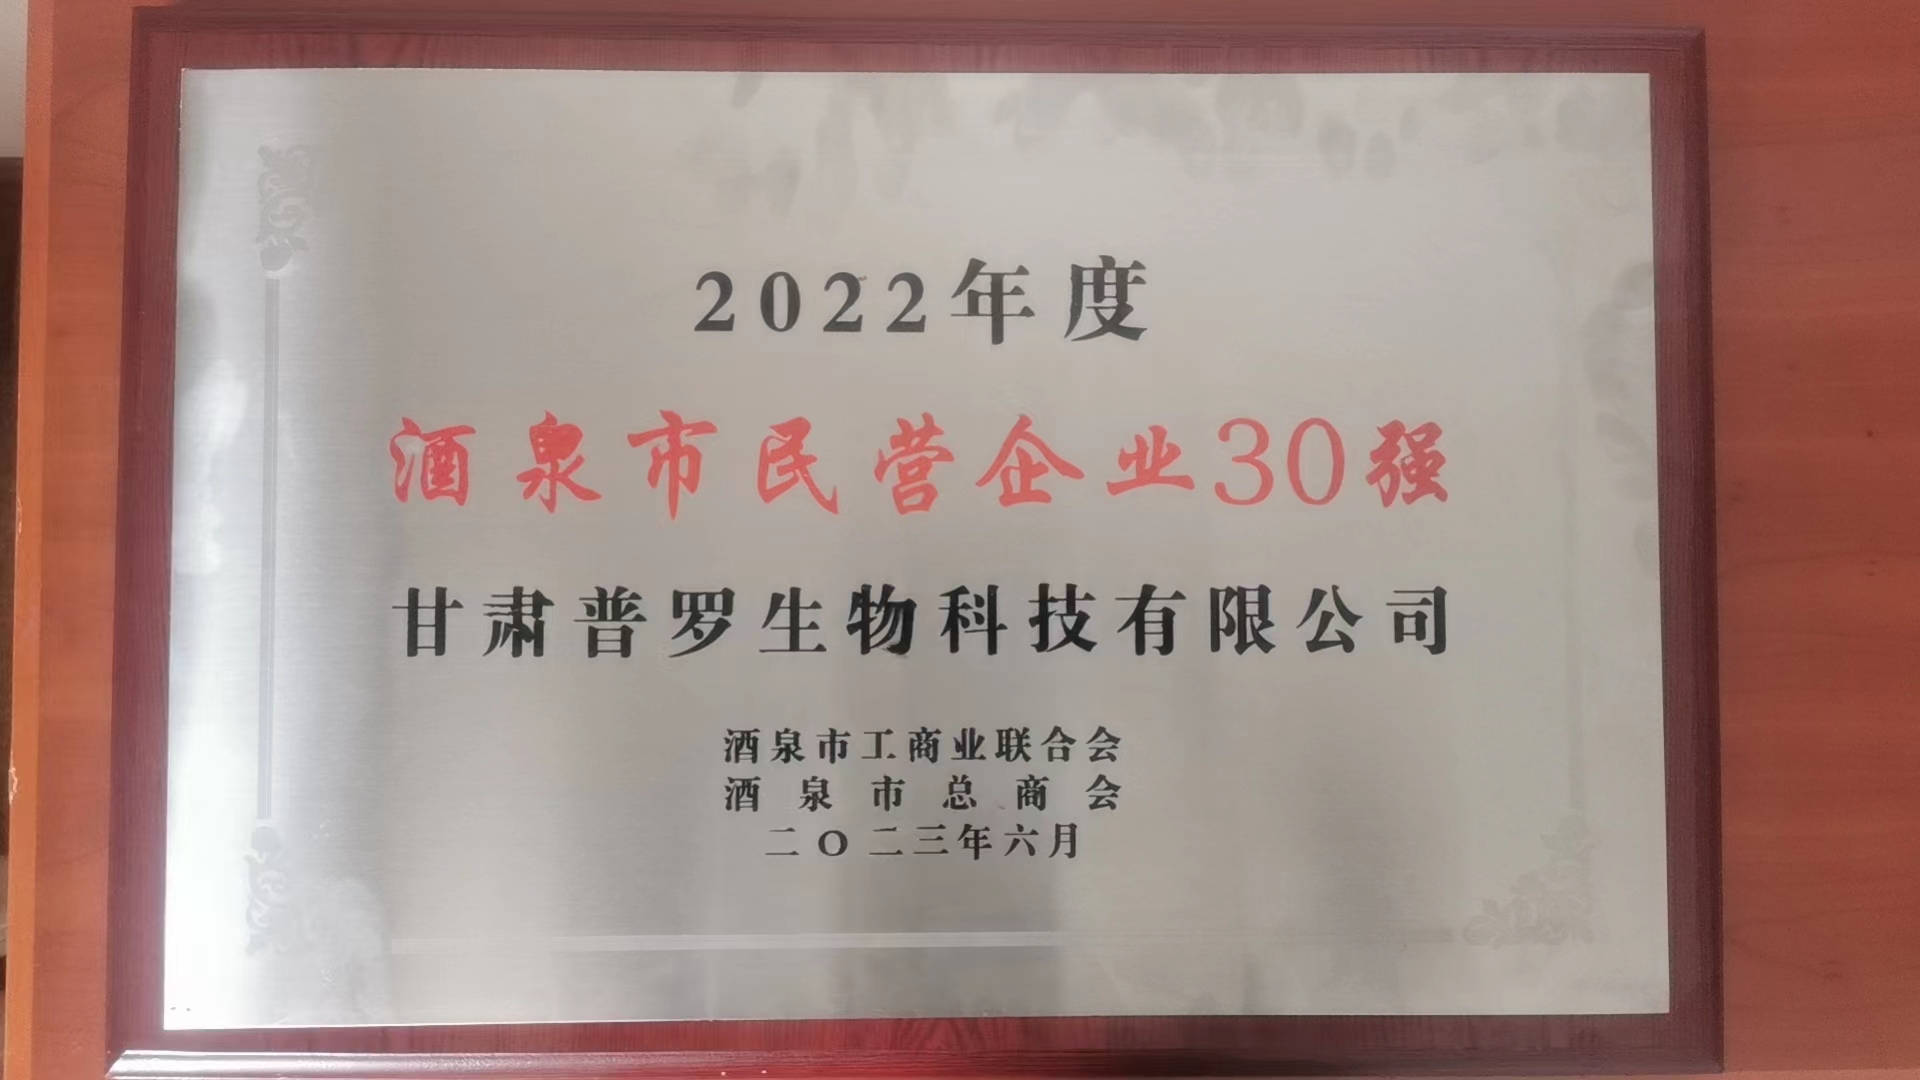 2022年度
酒泉市民营企业30强
甘肃普罗生物科技有限公司
酒泉市工商业联合会
酒泉市总商会
二〇二三年六月